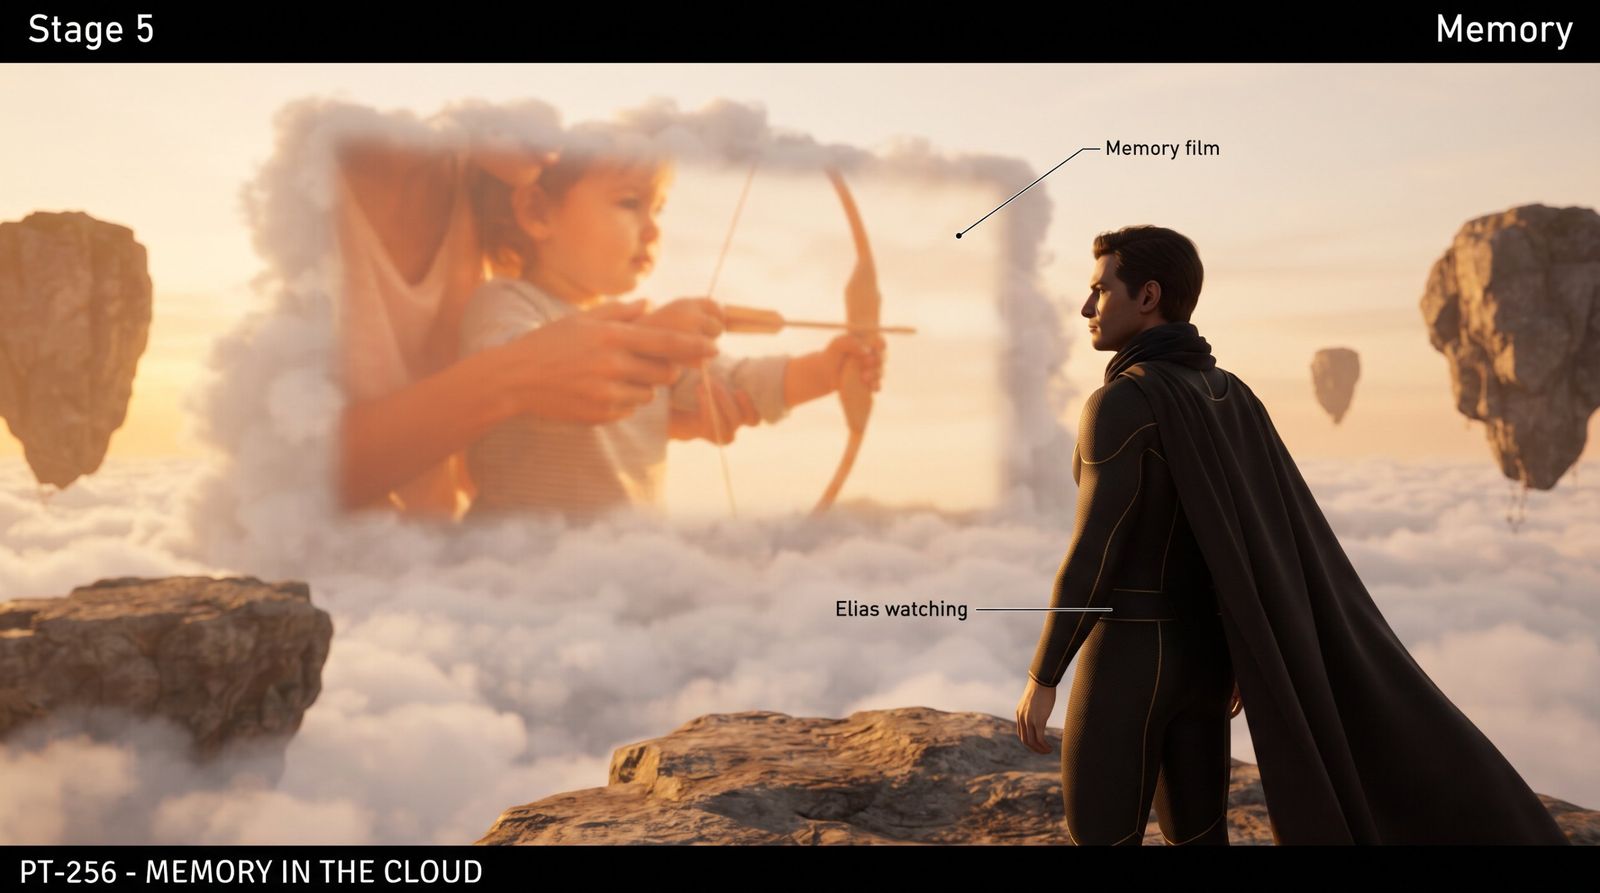 Stage 5
Memory
Memory film
Elias watching
PT-256 - MEMORY IN THE CLOUD